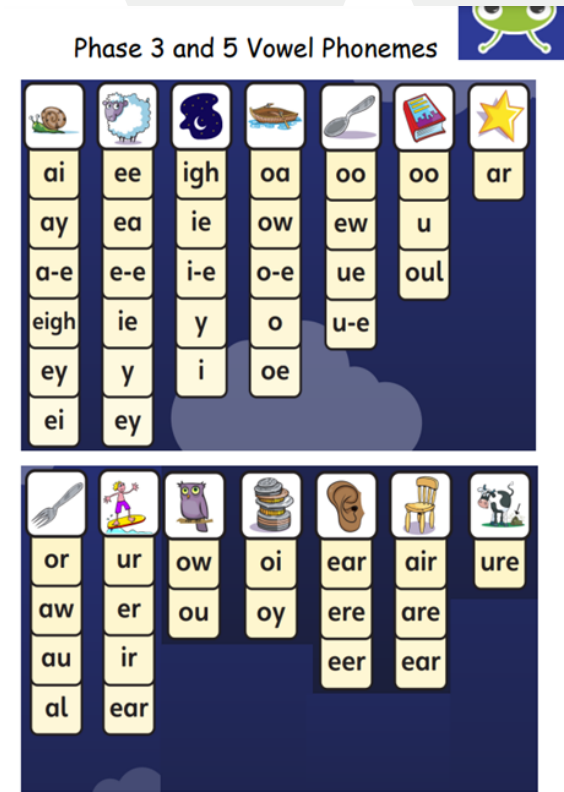 Phase 3 and 5 Vowel Phonemes
ai ee igh oa oo oo ar
ay ea ie ow ew u
a-e e-e i-e o-e ue oul
eigh ie y o u-e
ey y i oe
ei ey
or ur ow oi ear air ure
aw er ou oy ere are
au ir eer ear
al ear